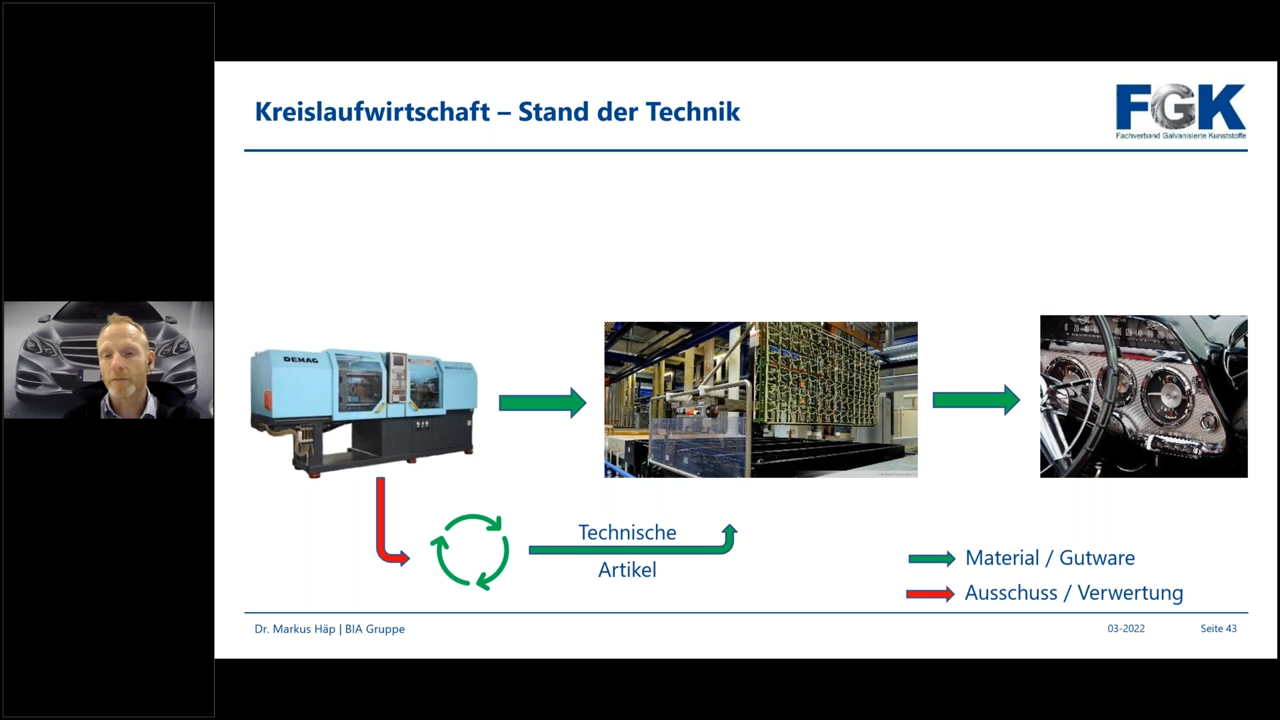 Kreislaufwirtschaft – Stand der Technik
FGK
Fachverband Galvanisierte Kunststoffe
DEMAG
Technische
Artikel
Material / Gutware
Ausschuss / Verwertung
Dr. Markus Häp | BIA Gruppe
03-2022
Seite 43